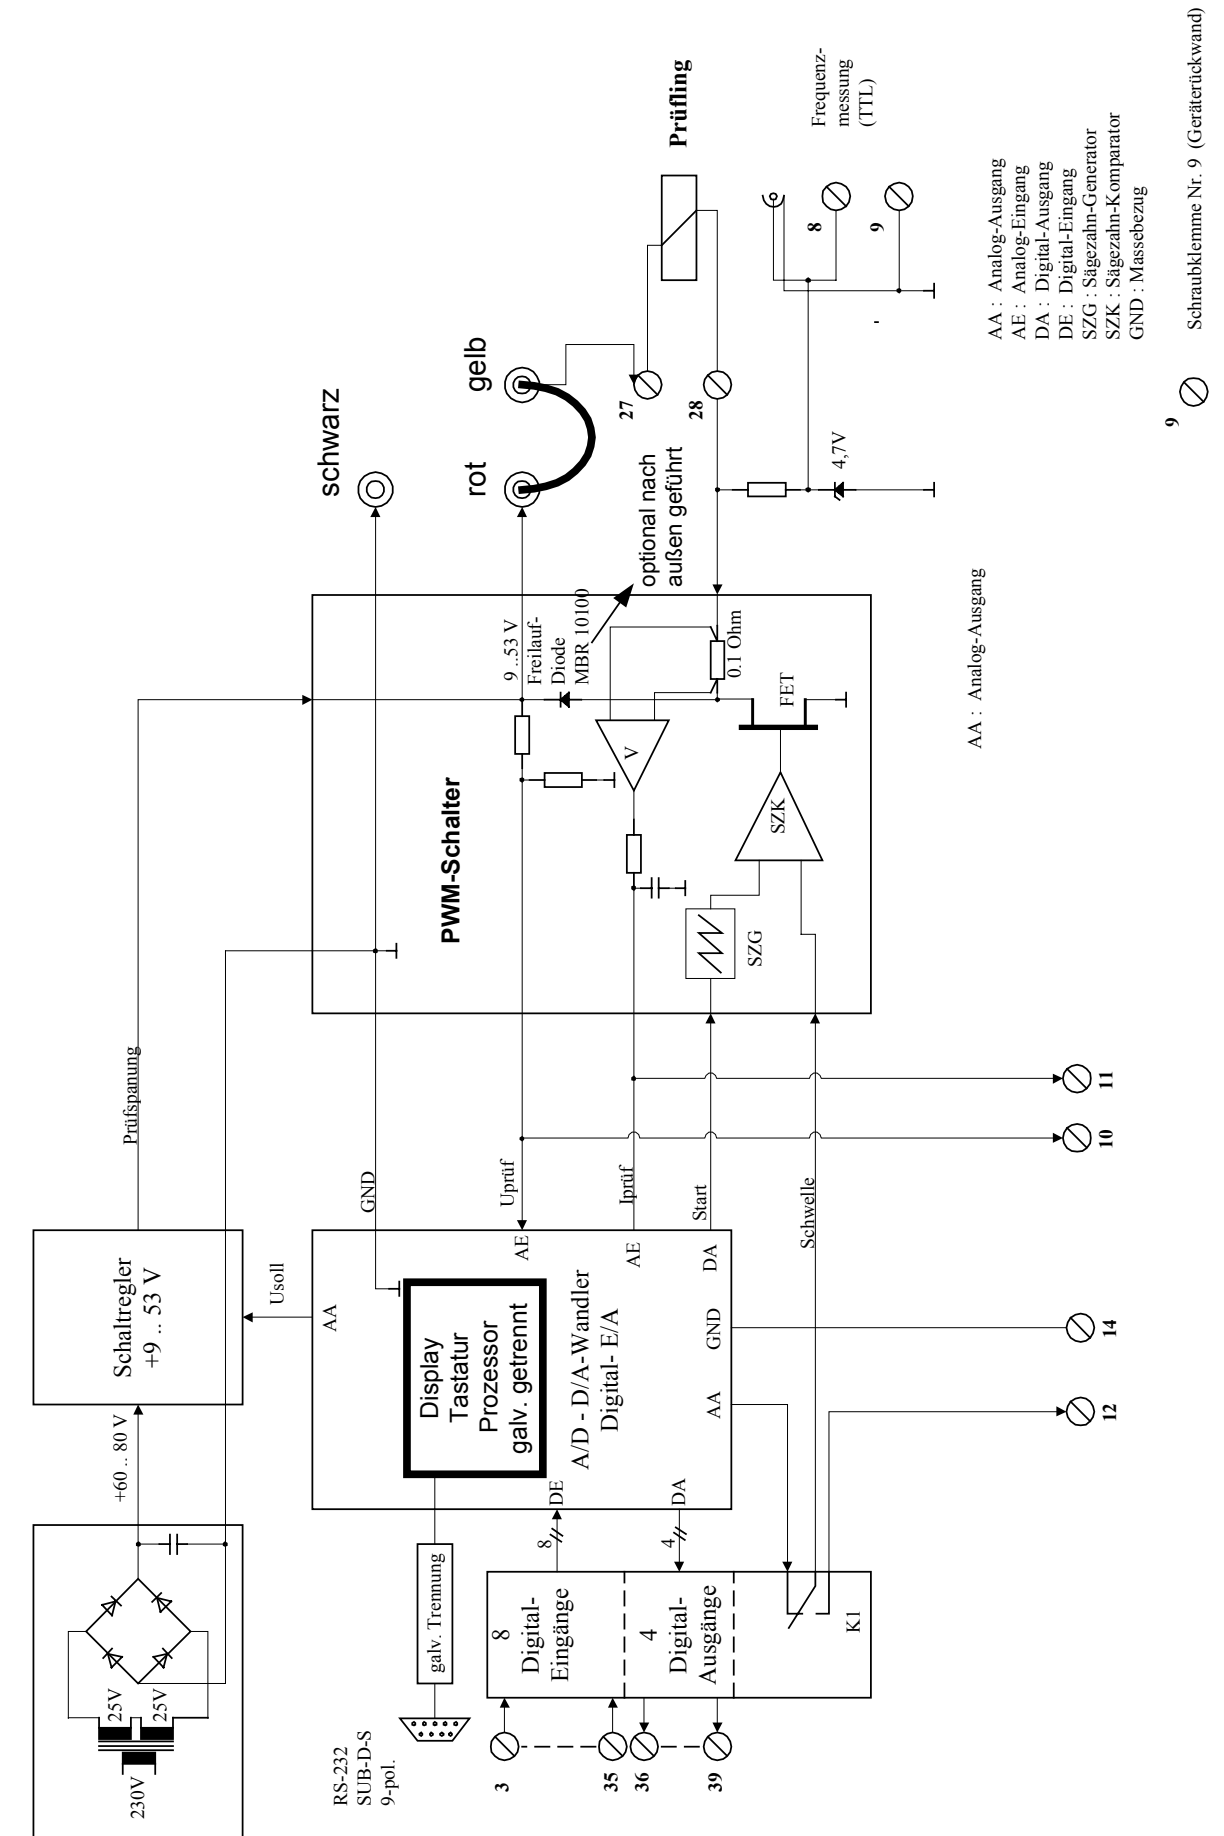 230V
25V
25V
+60 .. 80 V
Schaltregler
+9 .. 53 V
Prüfspanung
Usoll
GND
RS-232
SUB-D-S
9-pol.
galv. Trennung
AA
Display
Tastatur
Prozessor
galv. getrennt
A/D - D/A-Wandler
Digital- E/A
DE
DA
AA
GND
AE
AE
DA
8
4
Uprüf
Iprüf
Start
Schwelle
3
35
36
39
8
Digital-
Eingänge
4
Digital-
Ausgänge
K1
12
14
10
11
PWM-Schalter
SZG
SZK
V
FET
0.1 Ohm
9 ..53 V
Freilauf-
Diode
MBR 10100
optional nach
außen geführt
schwarz
rot
gelb
27
28
4,7V
Prüfling
8
9
Frequenz-
messung
(TTL)
AA : Analog-Ausgang
AA : Analog-Ausgang
AE : Analog-Eingang
DA : Digital-Ausgang
DE : Digital-Eingang
SZG : Sägezahn-Generator
SZK : Sägezahn-Komparator
GND : Massebezug
9
Schraubklemme Nr. 9 (Geräterückwand)